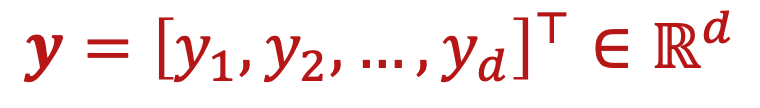 𝒚 = [𝑦₁, 𝑦₂, … , 𝑦_𝑑]^⊤ ∈ ℝ^𝑑